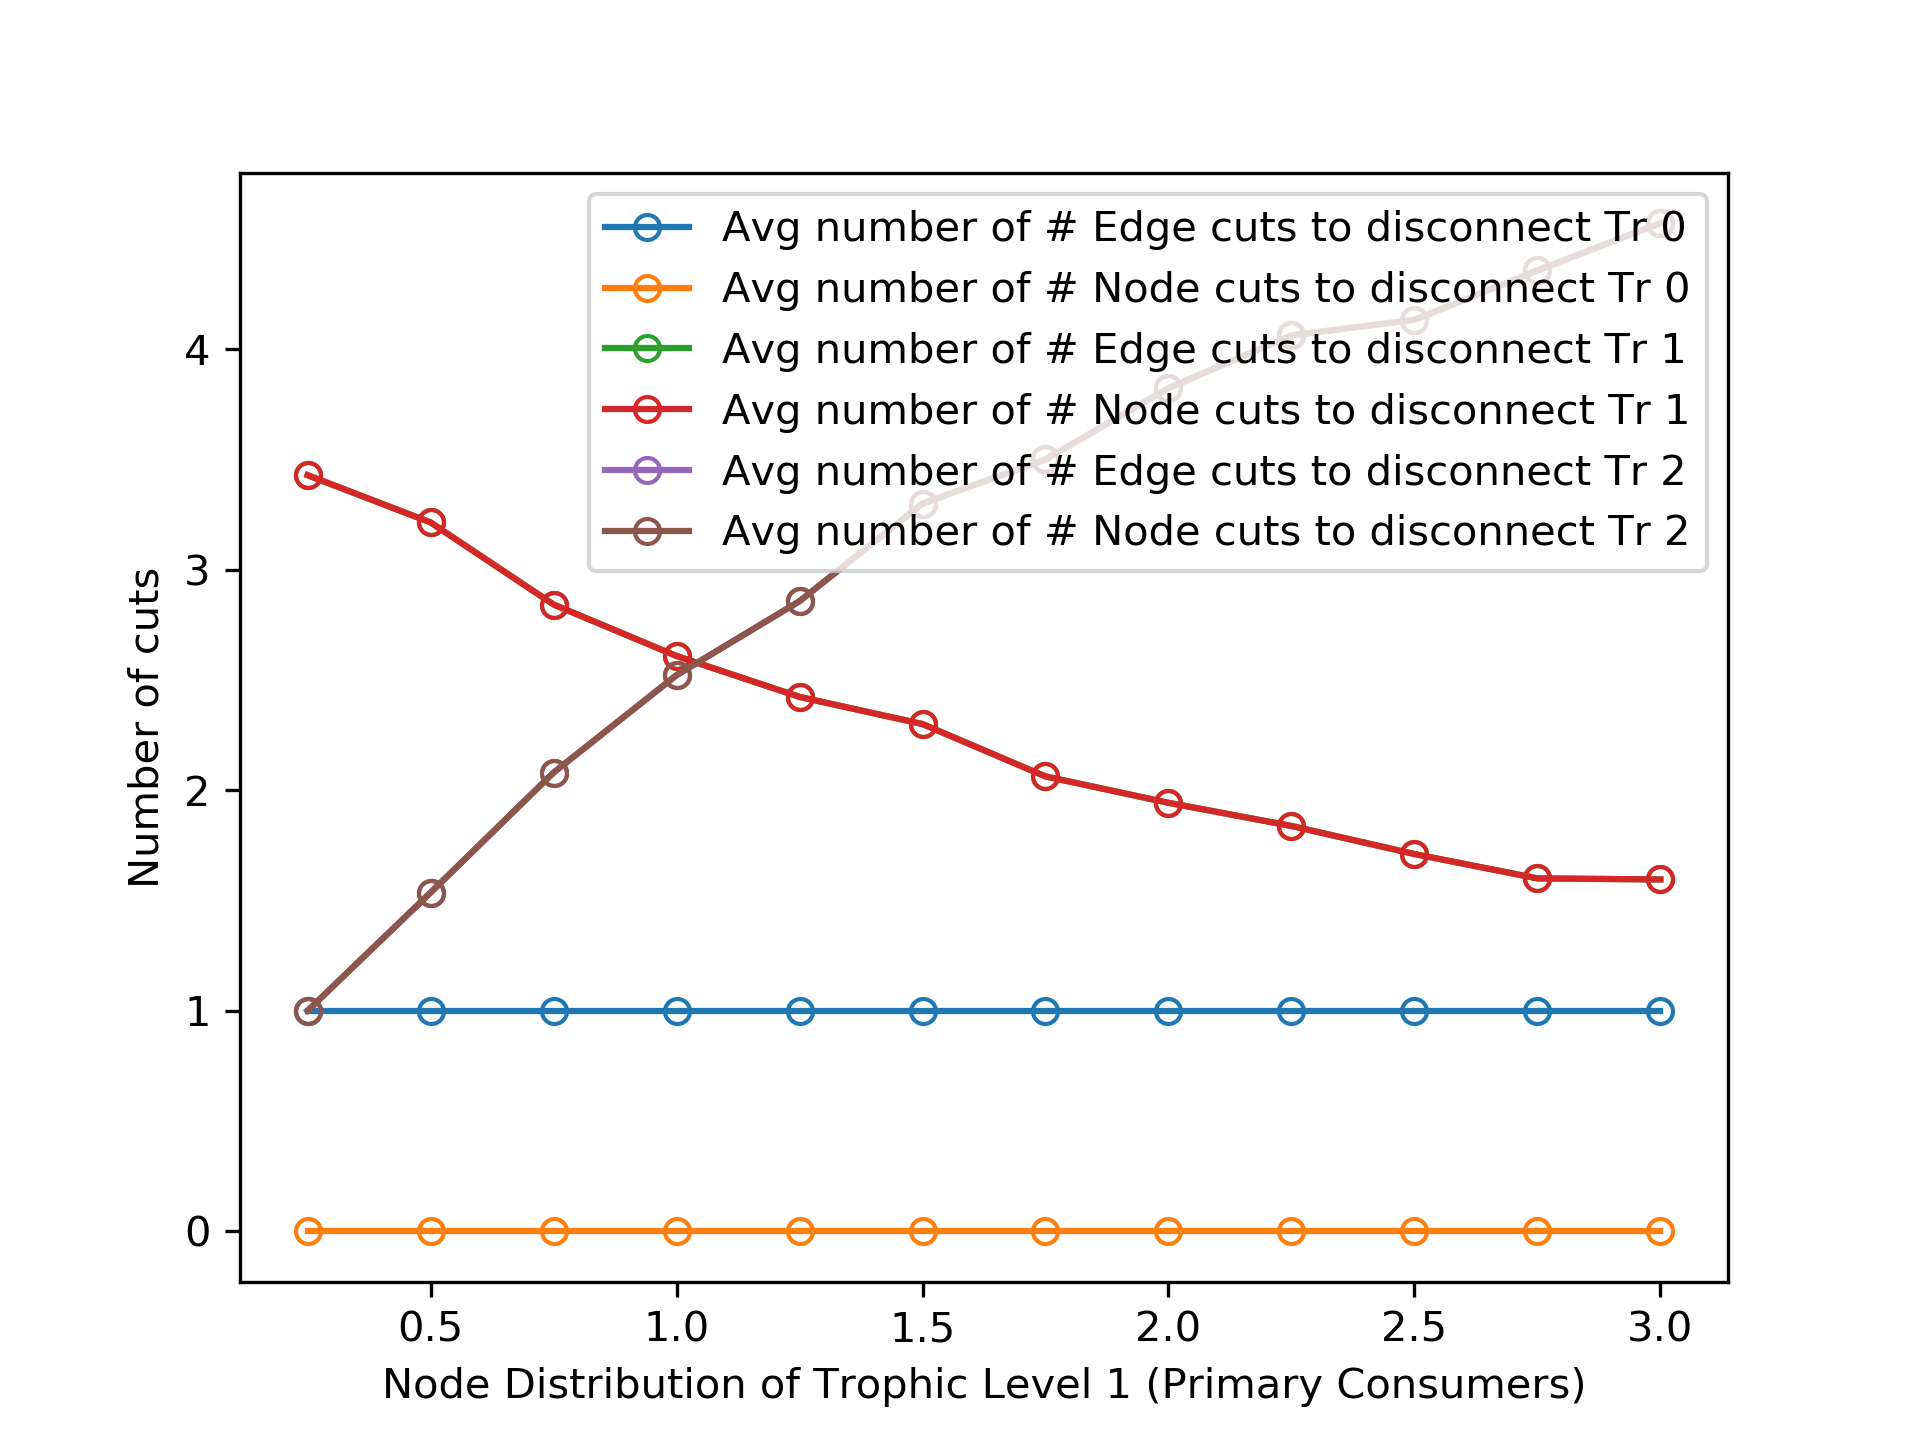 Avg number of # Edge cuts to disconnect Tr 0
Avg number of # Node cuts to disconnect Tr 0
Avg number of # Edge cuts to disconnect Tr 1
Avg number of # Node cuts to disconnect Tr 1
Avg number of # Edge cuts to disconnect Tr 2
Avg number of # Node cuts to disconnect Tr 2
4
3
2
1
0
Number of cuts
0.5 1.0 1.5 2.0 2.5 3.0
Node Distribution of Trophic Level 1 (Primary Consumers)